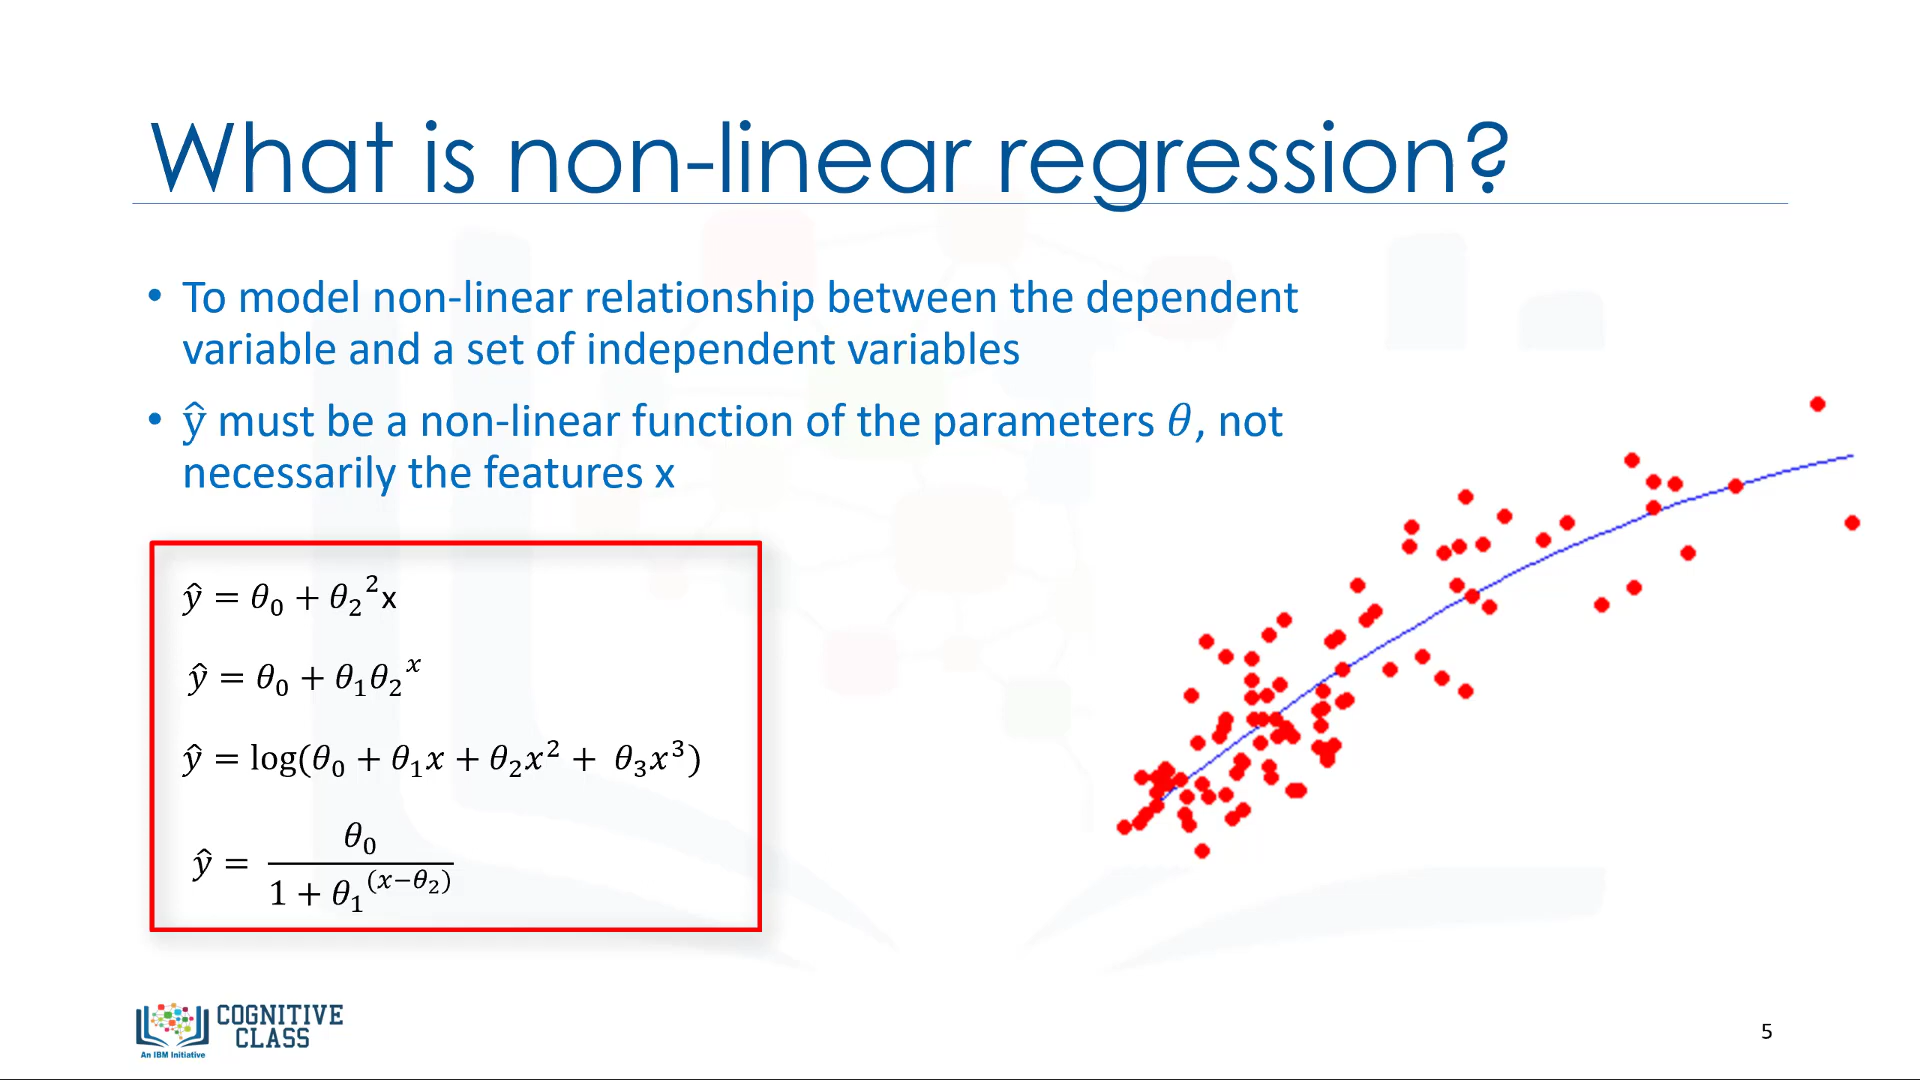 What is non-linear regression?
• To model non-linear relationship between the dependent
variable and a set of independent variables
• ŷ must be a non-linear function of the parameters θ, not
necessarily the features x
ŷ = θ₀ + θ₂²x
ŷ = θ₀ + θ₁θ₂ˣ
ŷ = log(θ₀ + θ₁x + θ₂x² + θ₃x³)
ŷ = θ₀ / (1 + θ₁^(x−θ₂))
COGNITIVE
CLASS
An IBM Initiative
5